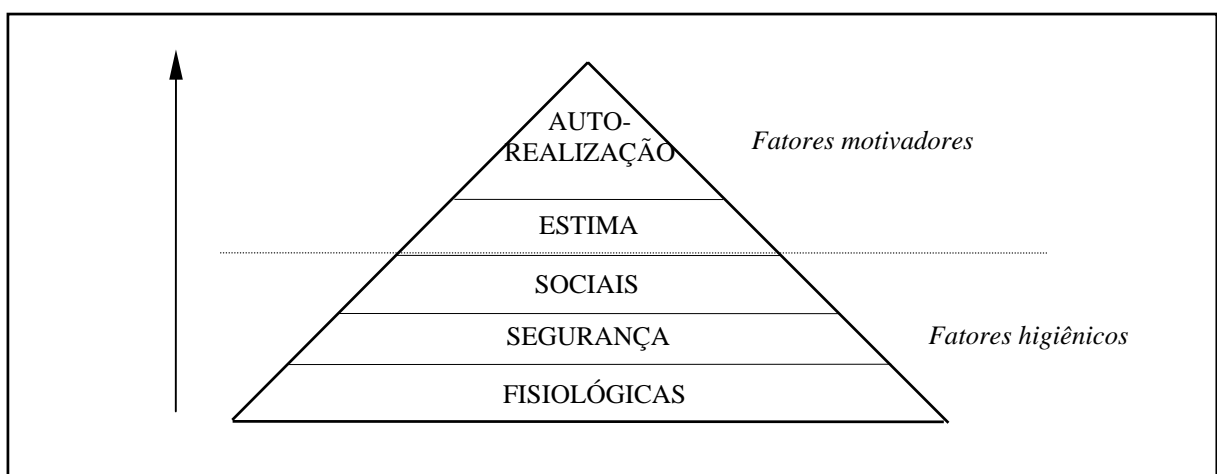 AUTO-
REALIZAÇÃO
Fatores motivadores
ESTIMA
SOCIAIS
SEGURANÇA
Fatores higiênicos
FISIOLÓGICAS